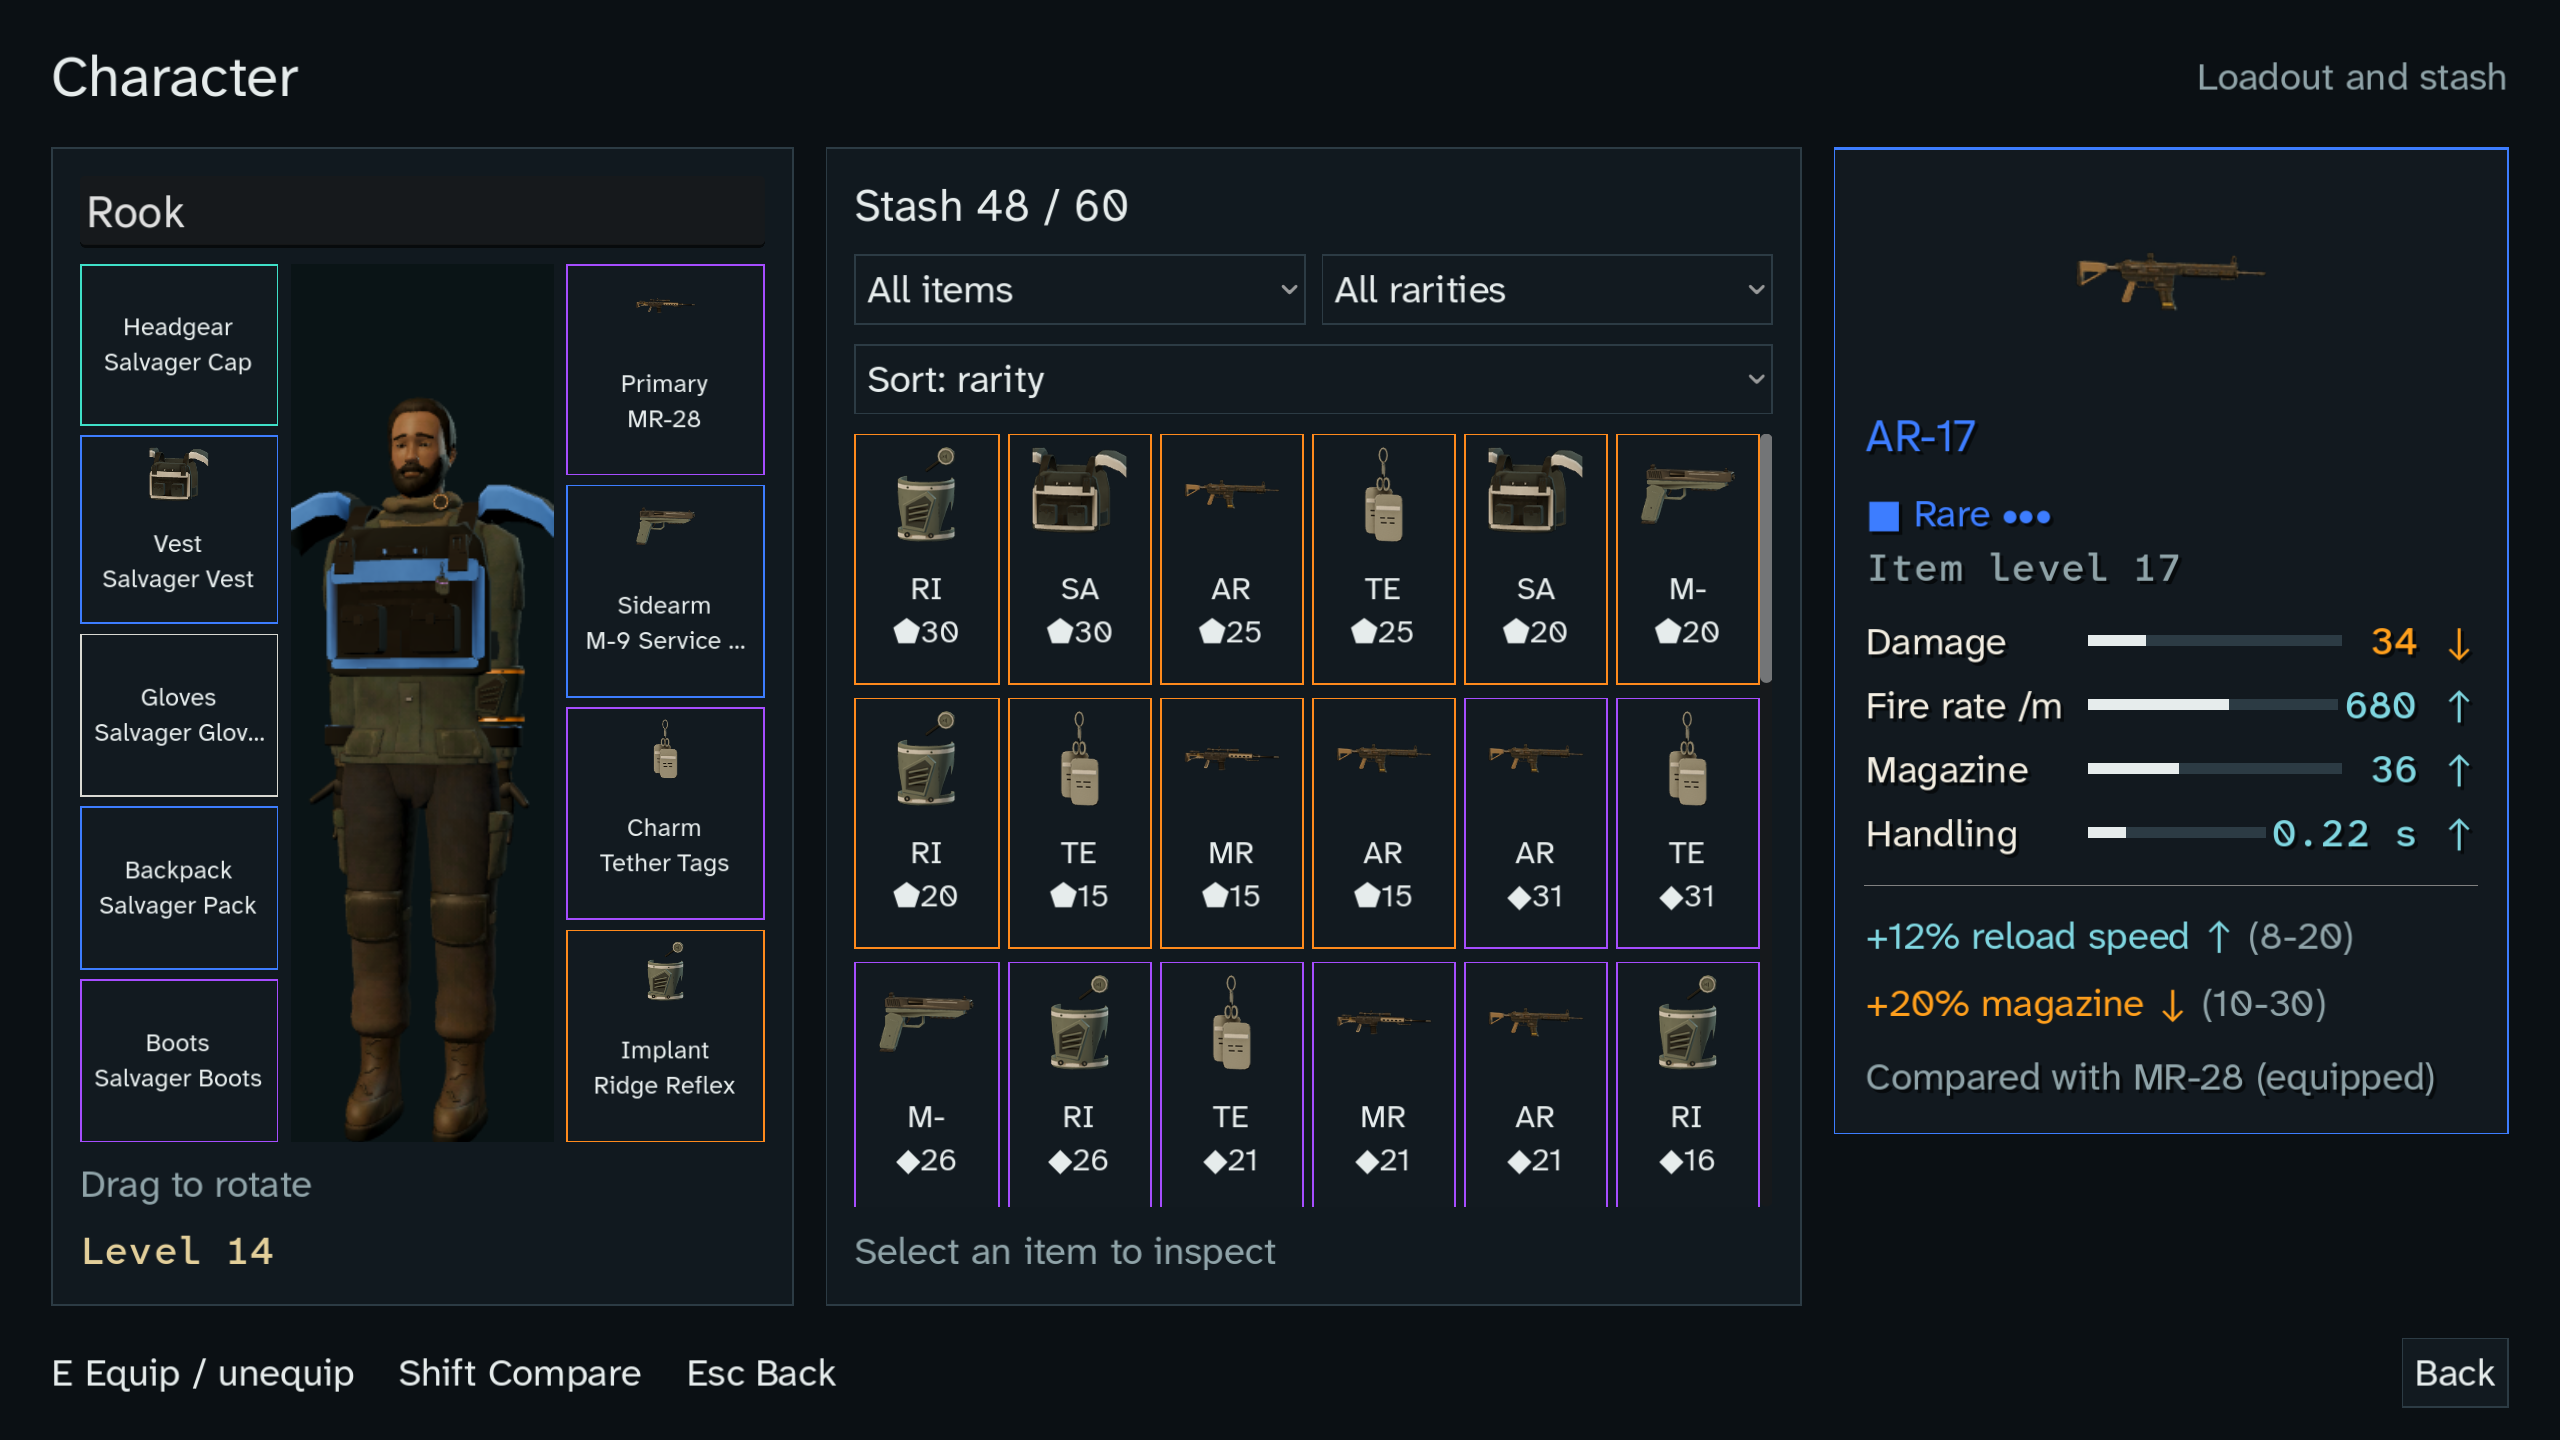 Character
Loadout and stash
Rook
Headgear
Salvager Cap
Vest
Salvager Vest
Gloves
Salvager Glov...
Backpack
Salvager Pack
Boots
Salvager Boots
Primary
MR-28
Sidearm
M-9 Service ...
Charm
Tether Tags
Implant
Ridge Reflex
Drag to rotate
Level 14
Stash 48 / 60
All items
All rarities
Sort: rarity
RI
30
SA
30
AR
25
TE
25
SA
20
M-
20
RI
20
TE
15
MR
15
AR
15
AR
31
TE
31
M-
26
RI
26
TE
21
MR
21
AR
21
RI
16
Select an item to inspect
AR-17
Rare •••
Item level 17
Damage 34 ↓
Fire rate /m 680 ↑
Magazine 36 ↑
Handling 0.22 s ↑
+12% reload speed ↑ (8-20)
+20% magazine ↓ (10-30)
Compared with MR-28 (equipped)
E Equip / unequip Shift Compare Esc Back
Back